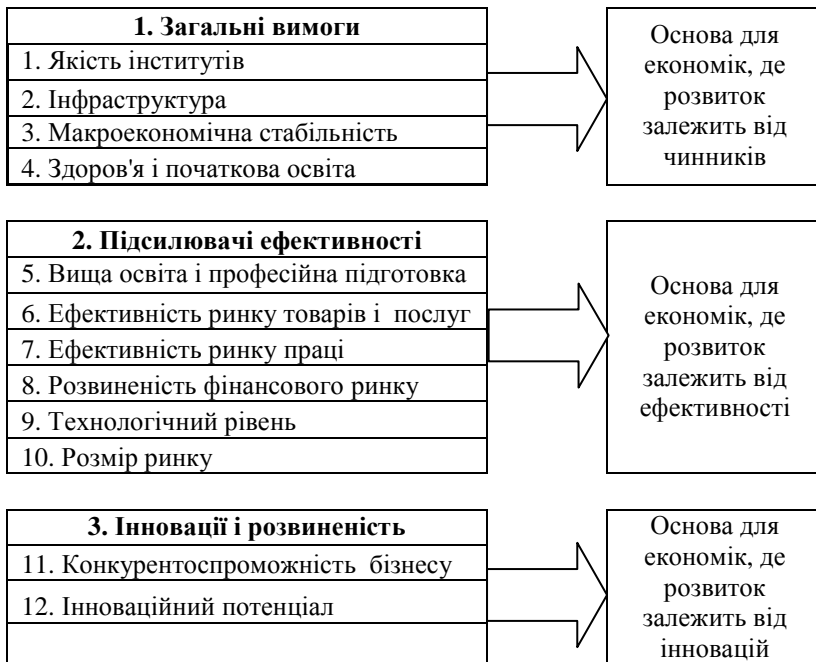 1. Загальні вимоги
1. Якість інститутів
2. Інфраструктура
3. Макроекономічна стабільність
4. Здоров'я і початкова освіта
Основа для
економік, де
розвиток
залежить від
чинників
2. Підсилювачі ефективності
5. Вища освіта і професійна підготовка
6. Ефективність ринку товарів і послуг
7. Ефективність ринку праці
8. Розвиненість фінансового ринку
9. Технологічний рівень
10. Розмір ринку
Основа для
економік, де
розвиток
залежить від
ефективності
3. Інновації і розвиненість
11. Конкурентоспроможність бізнесу
12. Інноваційний потенціал
Основа для
економік, де
розвиток
залежить від
інновацій